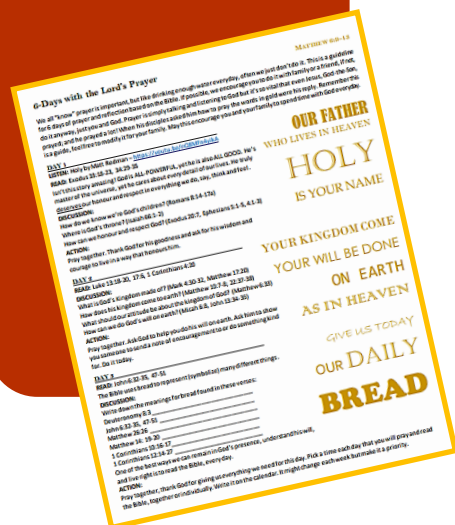 MATTHEW 6:9-13
6-Days with the Lord's Prayer
We all "know" prayer is important, but like drinking enough water everyday, often we just don't do it. This is a guideline
for 6 days of prayer and reflection based on the Bible. If possible, we encourage you to do it with family or a friend, if not,
do it anyway, just you and God. Prayer is simply talking and listening to God but it's so vital that even Jesus, God-the-Son,
prayed; and he prayed a lot! When his disciples asked him how to pray the words in gold were his reply. Remember this
is a guide, feel free to modify it for your family. May this encourage you and your family to spend time with God everyday.
DAY 1
LISTEN: Holy by Matt Redman -
READ: Exodus 33:18-23, 34:29-35
Isn't this story amazing! God is ALL-POWERFUL, yet he is also ALL GOOD. He's
master of the universe, yet he cares about every detail of our lives. He truly
deserves our honour and respect in everything we do, say, think and feel.
DISCUSSION:
How do we know we're God's children? (Romans 8:14-17a)
Where is God's throne? (Isaiah 66:1-2)
How can we honour and respect God? (Exodus 20:7, Ephesians 5:1-5, 4:1-3)
ACTION:
Pray together. Thank God for his goodness and ask for his wisdom and
courage to live in a way that honours him.
OUR FATHER
WHO LIVES IN HEAVEN
HOLY
IS YOUR NAME
DAY 2
READ: Luke 13:18-20, 17:6, 1 Corinthians 4:20
DISCUSSION:
What is God's Kingdom made of? (Mark 4:30-32, Matthew 17:20)
How does his kingdom come to earth? (Matthew 10:7-8, 22:37-38)
What should our attitude be about the kingdom of God? (Matthew 6:33)
How can we do God's will on earth? (Micah 6:8, John 13:34-35)
ACTION:
Pray together. Ask God to help you do his will on earth. Ask him to show
you someone to send a note of encouragement to or do something kind
for. Do it today.
YOUR KINGDOM COME
YOUR WILL BE DONE
ON EARTH
AS IN HEAVEN
DAY 3
READ: John 6:32-35, 47-51
The Bible uses bread to represent (symbolize) many different things.
DISCUSSION:
Write down the meanings for bread found in these verses:
Deuteronomy 8:3
John 6:32-35, 47-51
Matthew 26:26
Matthew 14: 19-20
1 Corinthians 10:16-17
1 Corinthians 12:14-27
One of the best ways we can remain in God's presence, understand his will,
and live right is to read the Bible, everyday.
ACTION:
Pray together, thank God for giving us everything we need for this day. Pick a time each day that you will pray and read
the Bible, together or individually. Write it on the calendar. It might change each week but make it a priority.
GIVE US TODAY
OUR DAILY
BREAD